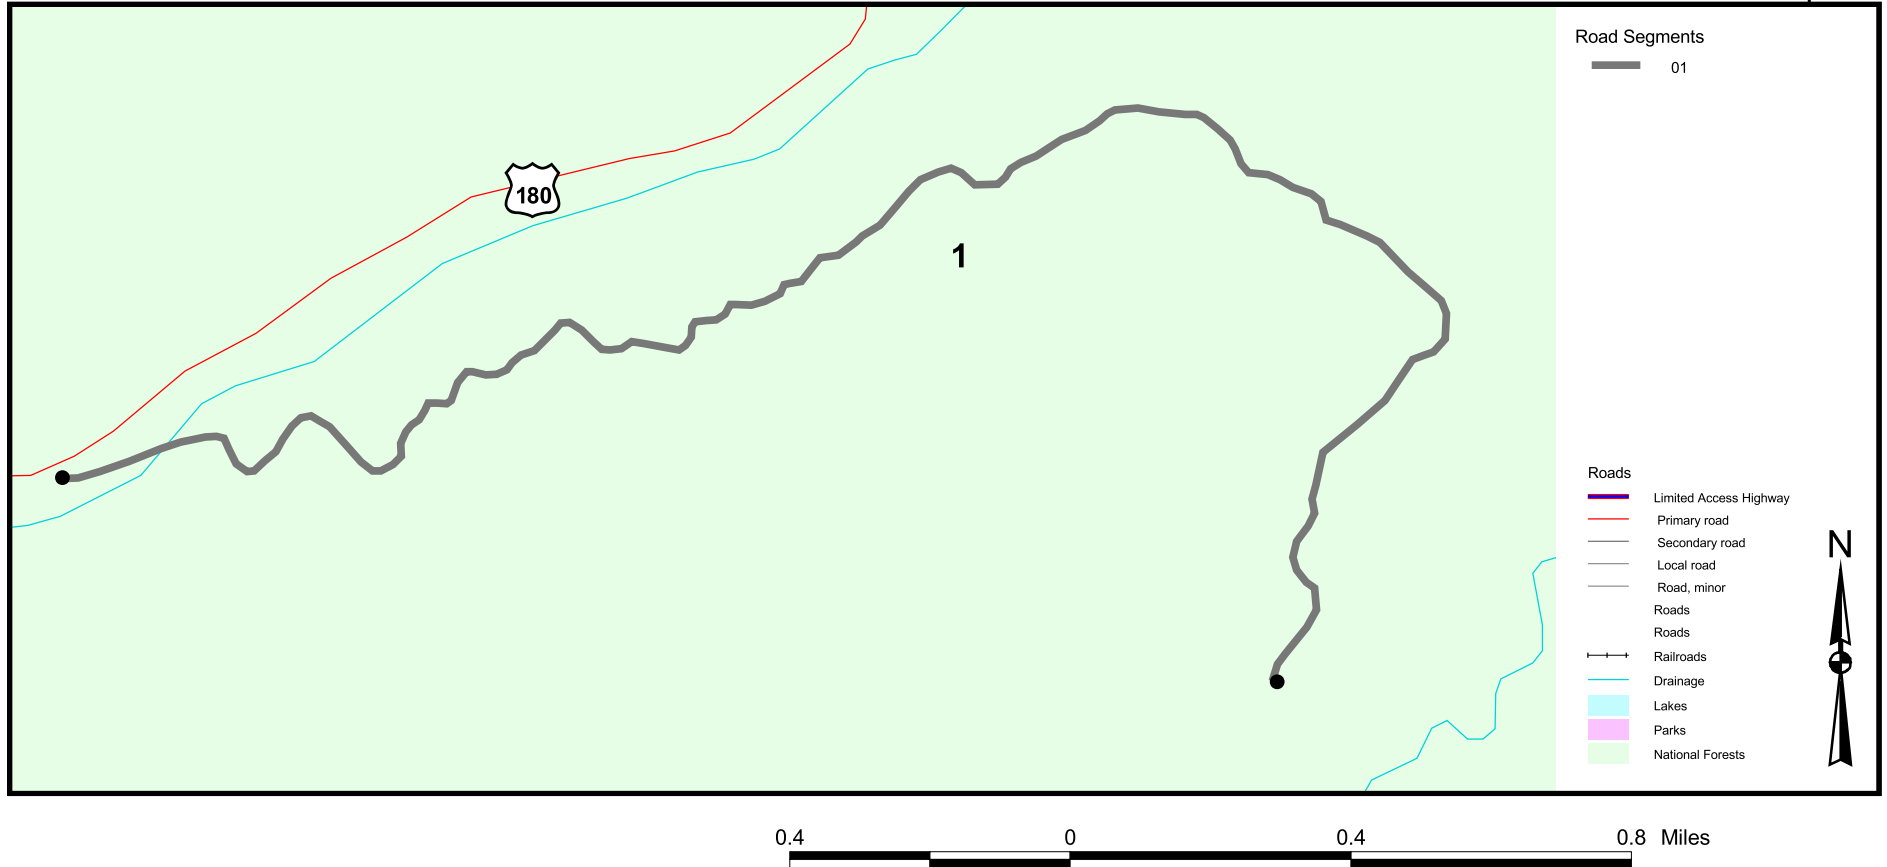 Road Segments
01
180
1
Roads
Limited Access Highway
Primary road
Secondary road
Local road
Road, minor
Roads
Roads
Railroads
Drainage
Lakes
Parks
National Forests
N
0.4 0 0.4 0.8 Miles